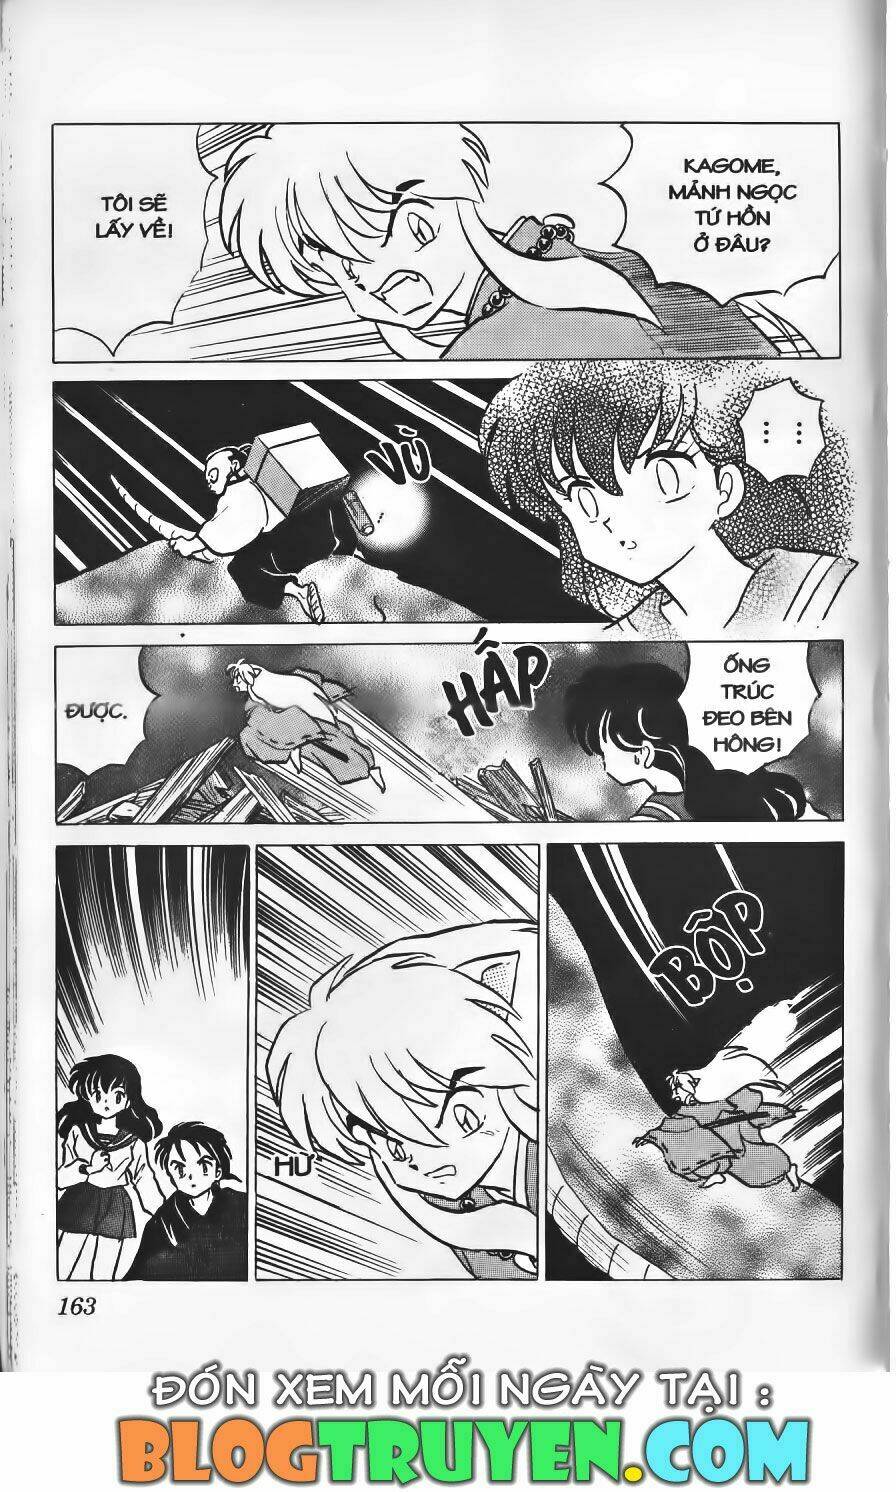 KAGOME,
MẢNH NGỌC
TỨ HỒN
Ở ĐÂU?
TÔI SẼ
LẤY VỀ!
: :
VÙ
ỐNG
TRÚC
ĐEO BÊN
HÔNG!
HẤP
ĐƯỢC.
BỘP
HỪ
163
ĐÓN XEM MỖI NGÀY TẠI :
BLOGTRUYEN.COM